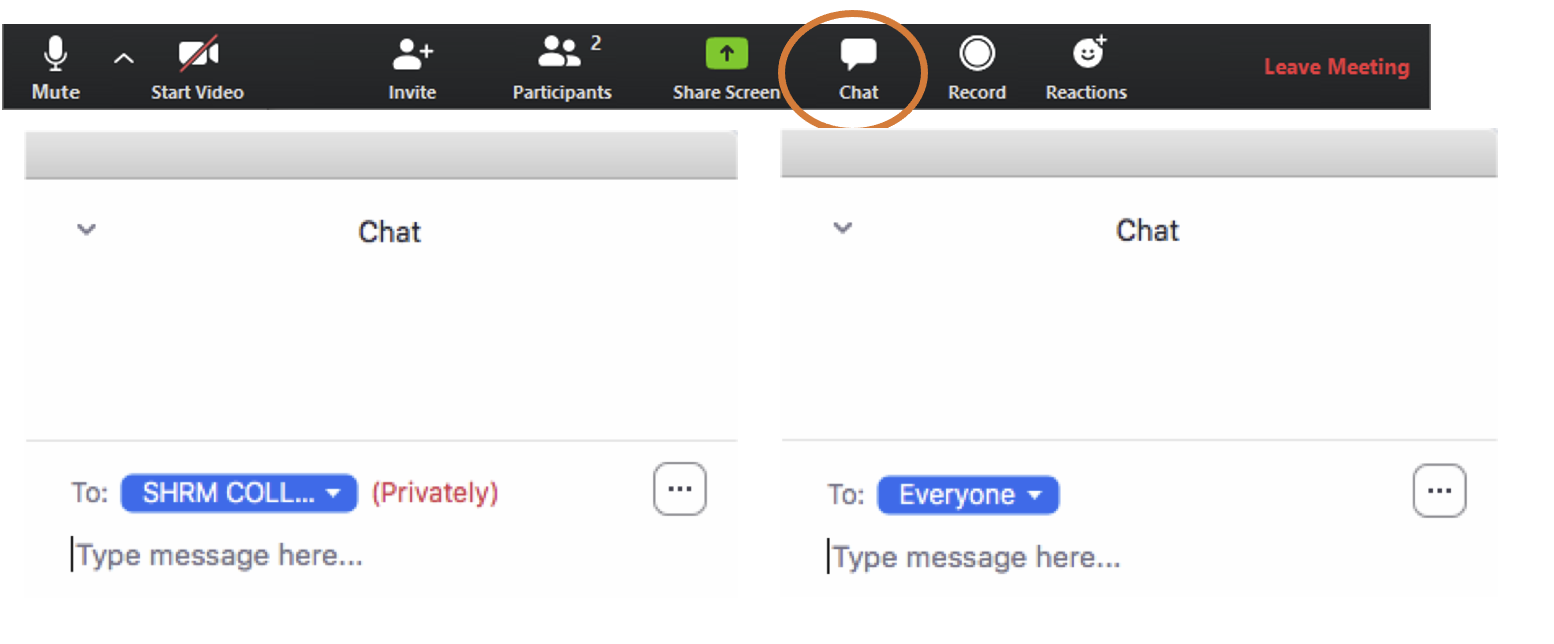 2
Mute Start Video Invite Participants Share Screen Chat Record Reactions Leave Meeting
Chat
To: SHRM COLL... (Privately) ...
Type message here...
Chat
To: Everyone ...
Type message here...